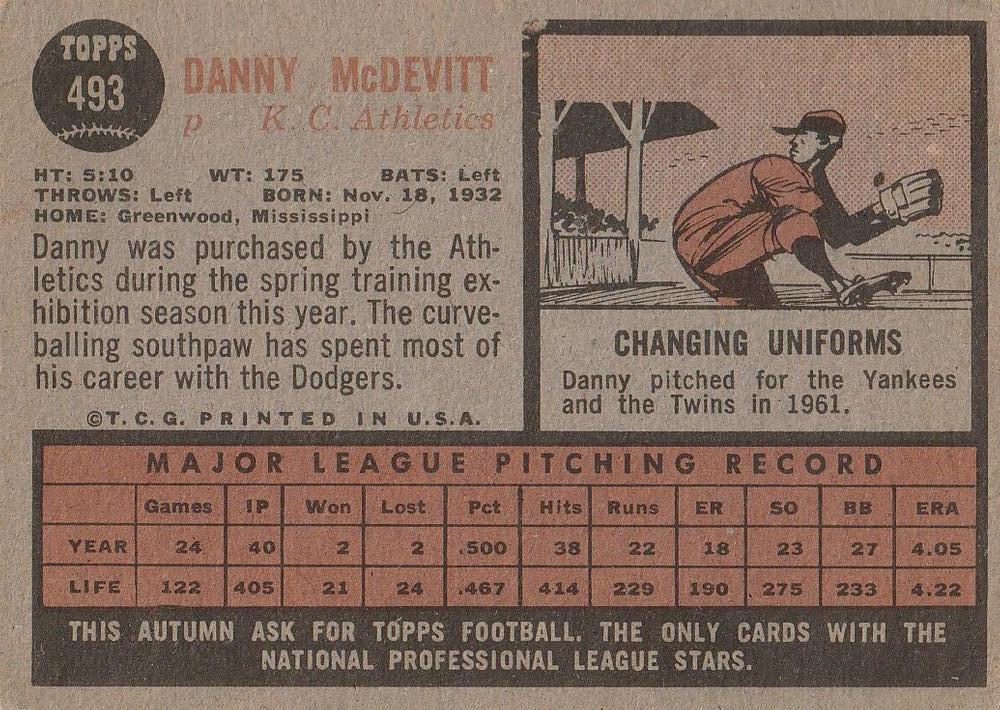 TOPPS
493
DANNY McDEVITT
p K. C. Athletics
HT: 5:10 WT: 175 BATS: Left
THROWS: Left BORN: Nov. 18, 1932
HOME: Greenwood, Mississippi
Danny was purchased by the Ath-
letics during the spring training ex-
hibition season this year. The curve-
balling southpaw has spent most of
his career with the Dodgers.
©T. C. G. PRINTED IN U.S.A.
CHANGING UNIFORMS
Danny pitched for the Yankees
and the Twins in 1961.
MAJOR LEAGUE PITCHING RECORD
Games IP Won Lost Pct Hits Runs ER SO BB ERA
YEAR 24 40 2 2 .500 38 22 18 23 27 4.05
LIFE 122 405 21 24 .467 414 229 190 275 233 4.22
THIS AUTUMN ASK FOR TOPPS FOOTBALL. THE ONLY CARDS WITH THE
NATIONAL PROFESSIONAL LEAGUE STARS.